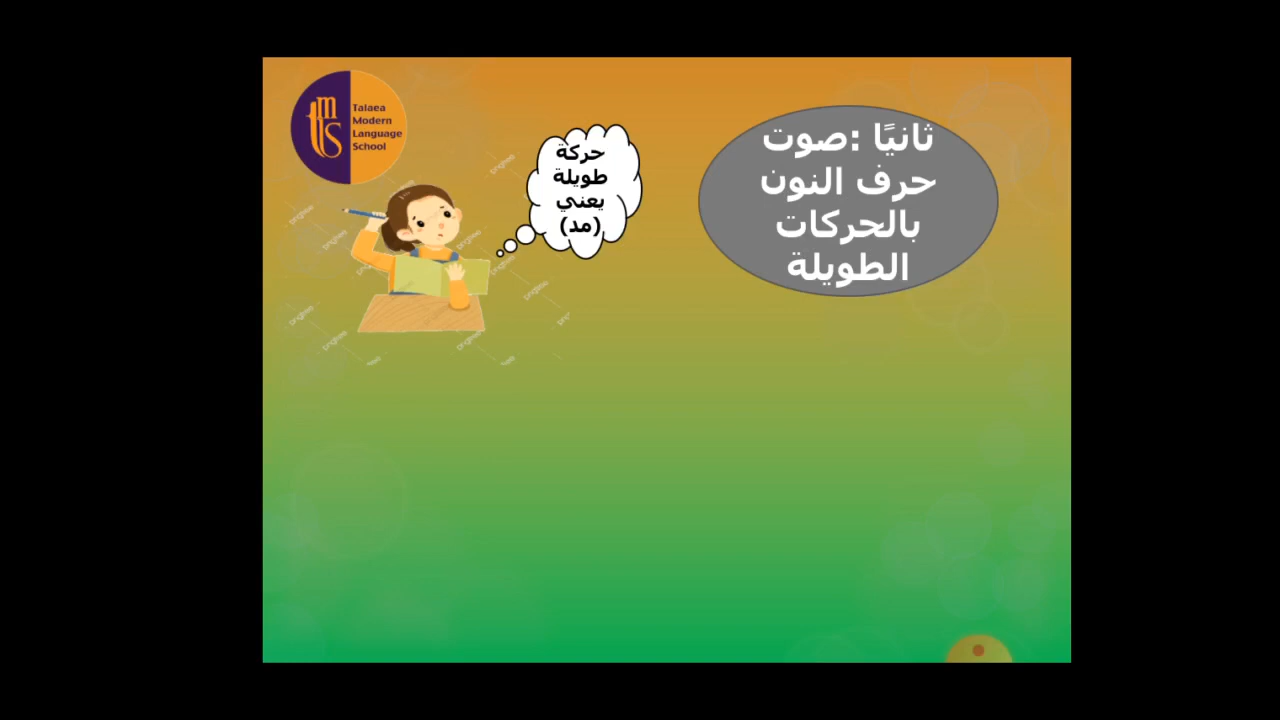 Talaea
Modern
Language
School
ثانيًا :صوت
حرف النون
بالحركات
الطويلة
حركة
طويلة
يعني
(مد)